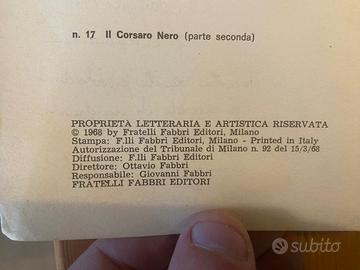 n. 17 Il Corsaro Nero (parte seconda)
PROPRIETÀ LETTERARIA E ARTISTICA RISERVATA
© 1968 by Fratelli Fabbri Editori, Milano
Stampa: F.lli Fabbri Editori, Milano - Printed in Italy
Autorizzazione del Tribunale di Milano n. 92 del 15/3/68
Diffusione: F.lli Fabbri Editori
Direttore: Ottavio Fabbri
Responsabile: Giovanni Fabbri
FRATELLI FABBRI EDITORI
subito